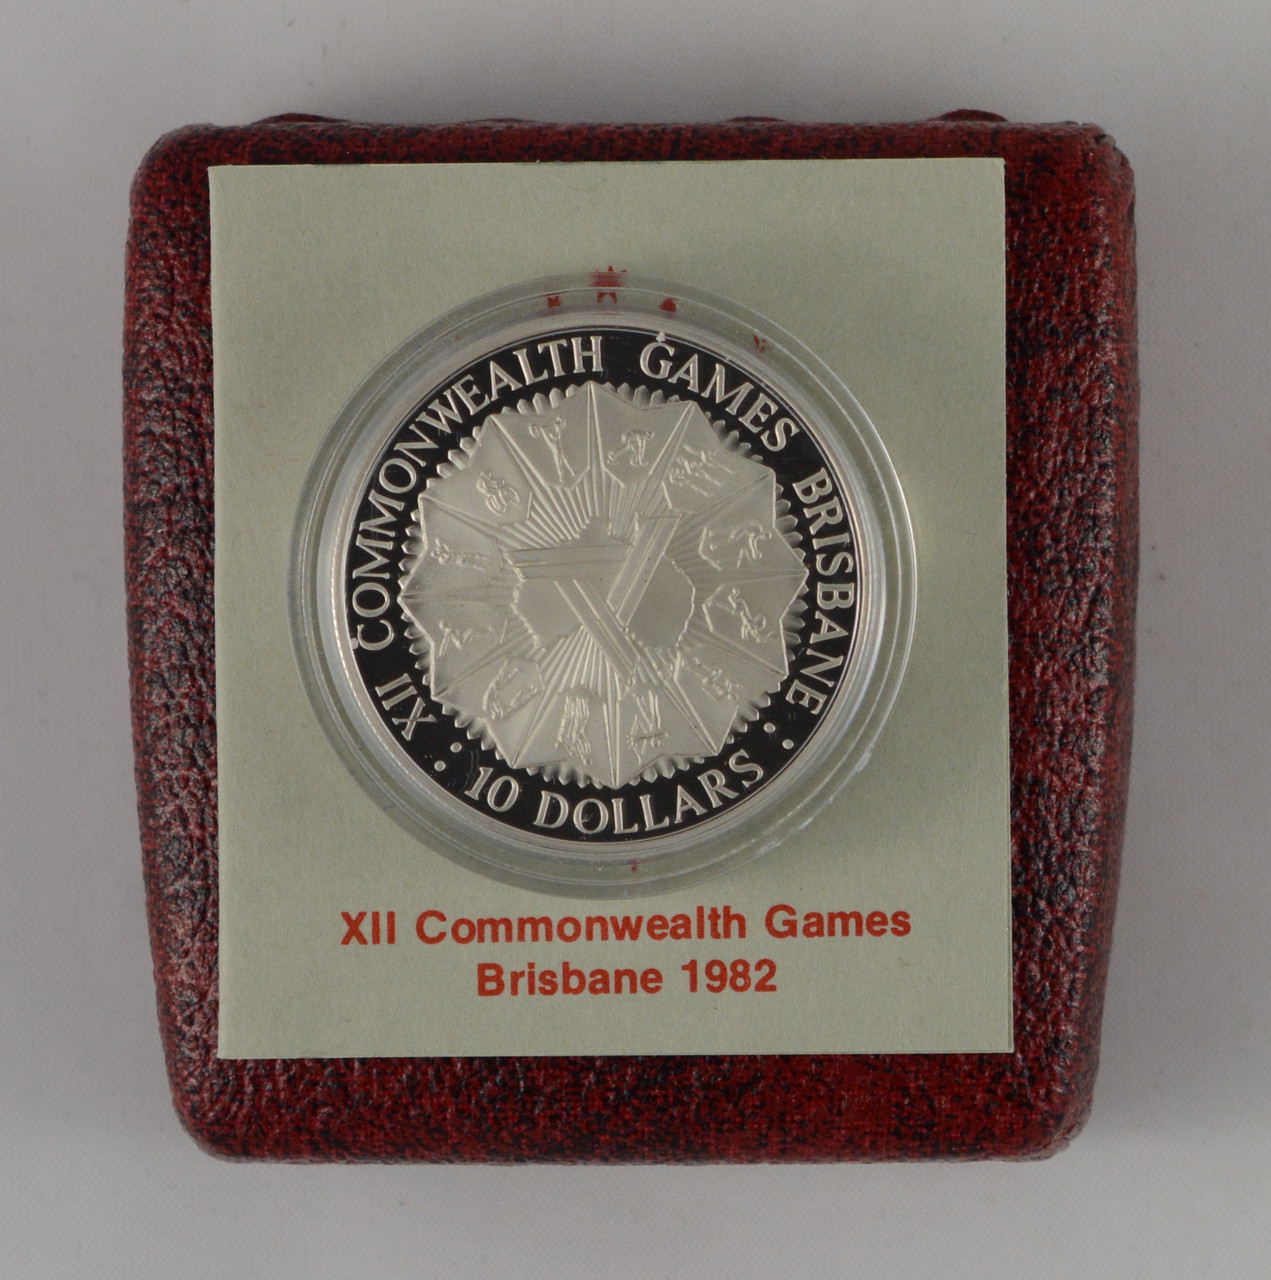 XII COMMONWEALTH GAMES BRISBANE
10 DOLLARS
XII Commonwealth Games
Brisbane 1982